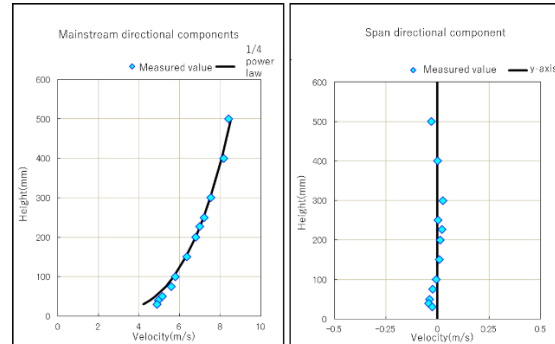 Mainstream directional components
Measured value
1/4
power
law
600
500
400
300
200
100
0
Height(mm)
0
2
4
6
8
10
Velocity(m/s)
Span directional component
Measured value
y-axis
600
500
400
300
200
100
0
Height(mm)
-0.5
-0.25
0
0.25
0.5
Velocity(m/s)